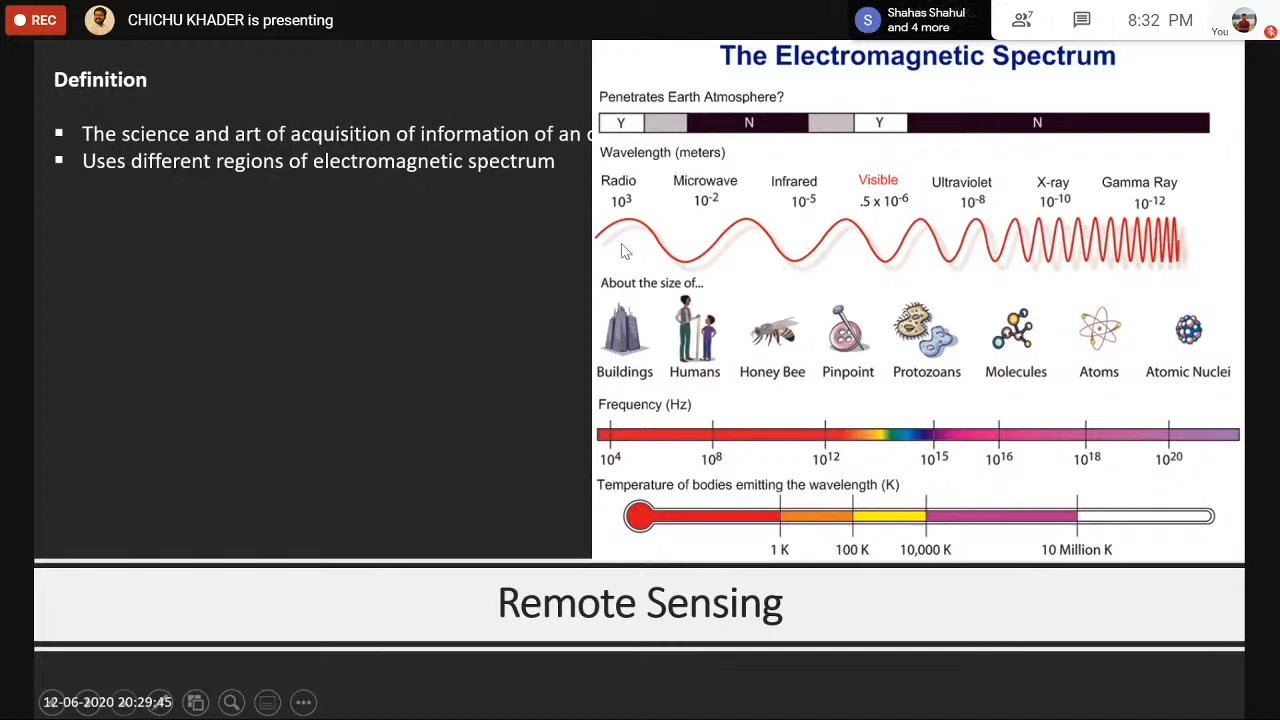 REC
CHICHU KHADER is presenting
S
Shahas Shahul
and 4 more
7
8:32 PM
You
The Electromagnetic Spectrum
Definition
▪ The science and art of acquisition of information of an
▪ Uses different regions of electromagnetic spectrum
Penetrates Earth Atmosphere?
Y N Y N
Wavelength (meters)
Radio Microwave Infrared Visible Ultraviolet X-ray Gamma Ray
10³ 10⁻² 10⁻⁵ .5 x 10⁻⁶ 10⁻⁸ 10⁻¹⁰ 10⁻¹²
About the size of...
Buildings Humans Honey Bee Pinpoint Protozoans Molecules Atoms Atomic Nuclei
Frequency (Hz)
10⁴ 10⁸ 10¹² 10¹⁵ 10¹⁶ 10¹⁸ 10²⁰
Temperature of bodies emitting the wavelength (K)
1 K 100 K 10,000 K 10 Million K
Remote Sensing
12-06-2020 20:29:45